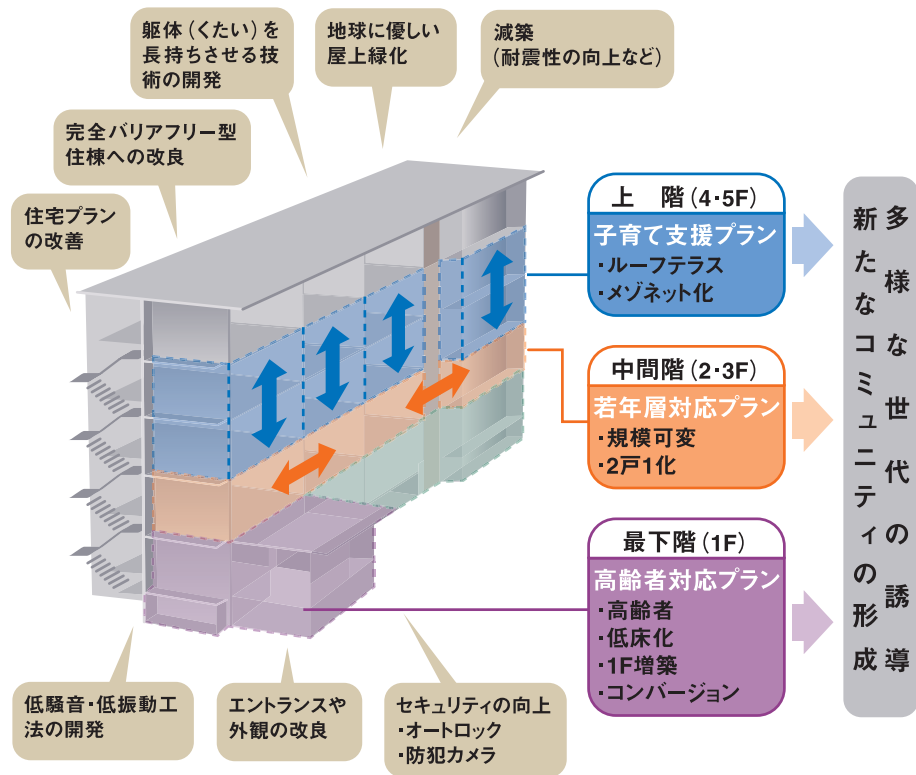 躯体（くたい）を
長持ちさせる技
術の開発
地球に優しい
屋上緑化
減築
（耐震性の向上など）
完全バリアフリー型
住棟への改良
住宅プラン
の改善
上　階（4・5F）
子育て支援プラン
・ルーフテラス
・メゾネット化
中間階（2・3F）
若年層対応プラン
・規模可変
・2戸1化
最下階（1F）
高齢者対応プラン
・高齢者
・低床化
・1F増築
・コンバージョン
多様な世代の誘導
新たなコミュニティの形成
低騒音・低振動工
法の開発
エントランスや
外観の改良
セキュリティの向上
・オートロック
・防犯カメラ